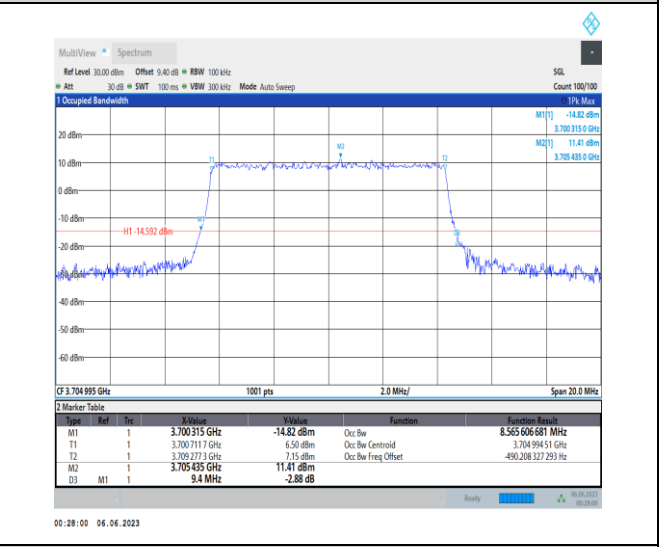 MultiView Spectrum
Ref Level 30.00 dBm Offset 9.40 dB RBW 100 kHz SGL
Att 30 dB SWT 100 ms VBW 300 kHz Mode Auto Sweep Count 100/100
1 Occupied Bandwidth 1Pk Max
M1[1] -14.82 dBm
3.700 315 0 GHz
M2[1] 11.41 dBm
3.705 435 0 GHz
20 dBm
M2
T1
T2
10 dBm
0 dBm
-10 dBm
M1
H1 -14.592 dBm
D3
-20 dBm
-30 dBm
-40 dBm
-50 dBm
-60 dBm
CF 3.704 995 GHz 1001 pts 2.0 MHz/ Span 20.0 MHz
2 Marker Table
Type Ref Trc X-Value Y-Value Function Function Result
M1 1 3.700315 GHz -14.82 dBm Occ Bw 8.565 606 681 MHz
T1 1 3.700 711 7 GHz 6.50 dBm Occ Bw Centroid 3.704 994 51 GHz
T2 1 3.709 277 3 GHz 7.15 dBm Occ Bw Freq Offset -490.208 327 293 Hz
M2 1 3.705 435 GHz 11.41 dBm
D3 M1 1 9.4 MHz -2.88 dB
Ready 06.06.2023
00:28:00
00:28:00 06.06.2023